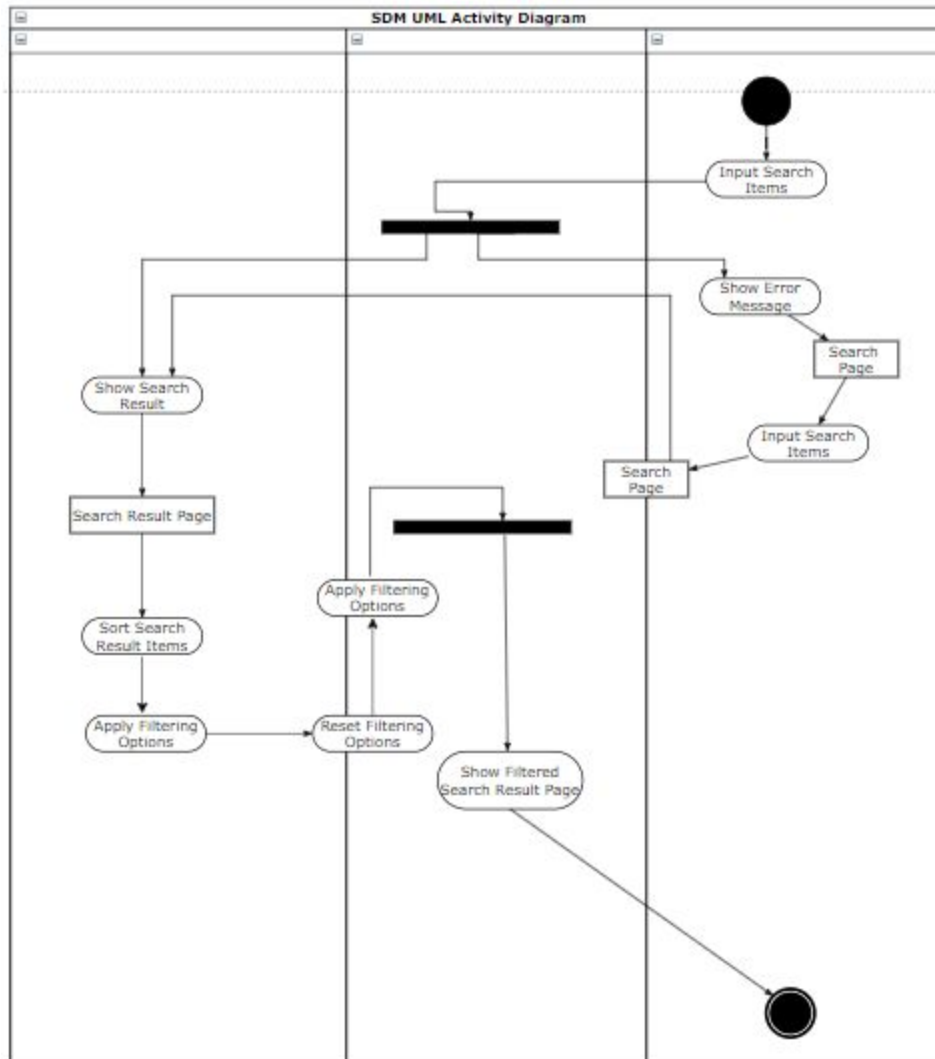 SDM UML Activity Diagram
Input Search
Items
Show Error
Message
Search
Page
Show Search
Result
Input Search
Items
Search
Page
Search Result Page
Apply Filtering
Options
Sort Search
Result Items
Apply Filtering
Options
Reset Filtering
Options
Show Filtered
Search Result Page